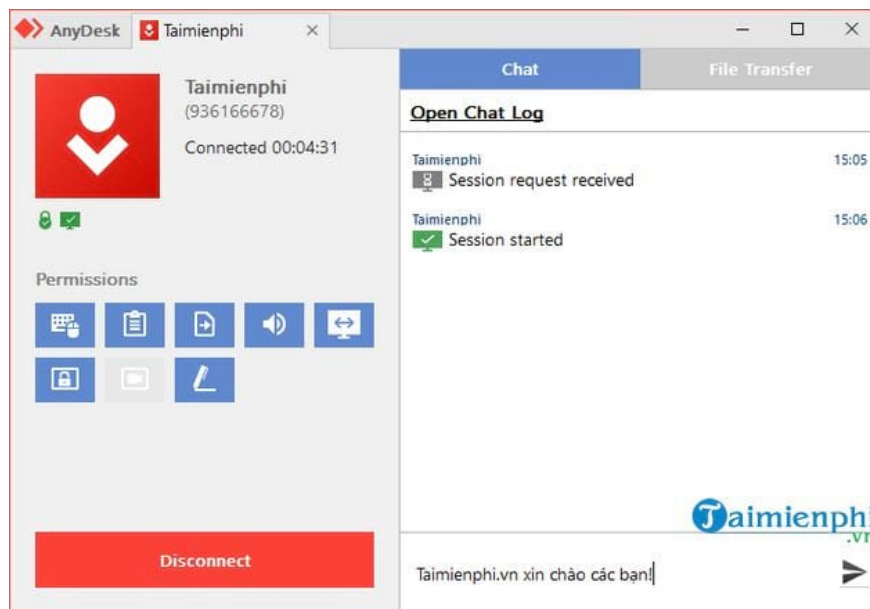 AnyDesk
Taimienphi
Taimienphi
(936166678)
Connected 00:04:31
Permissions
Disconnect
Chat
File Transfer
Open Chat Log
Taimienphi 15:05
Session request received
Taimienphi 15:06
Session started
Taimienphi
.vn
Taimienphi.vn xin chào các bạn!